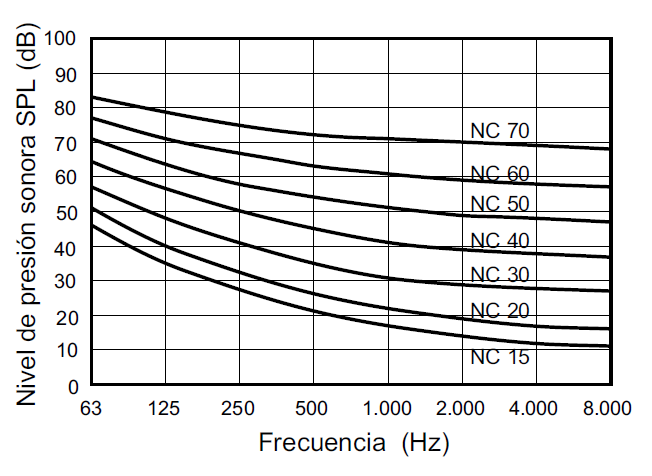 Nivel de presión sonora SPL (dB)
100
90
80
70
60
50
40
30
20
10
0
NC 70
NC 60
NC 50
NC 40
NC 30
NC 20
NC 15
63 125 250 500 1.000 2.000 4.000 8.000
Frecuencia (Hz)